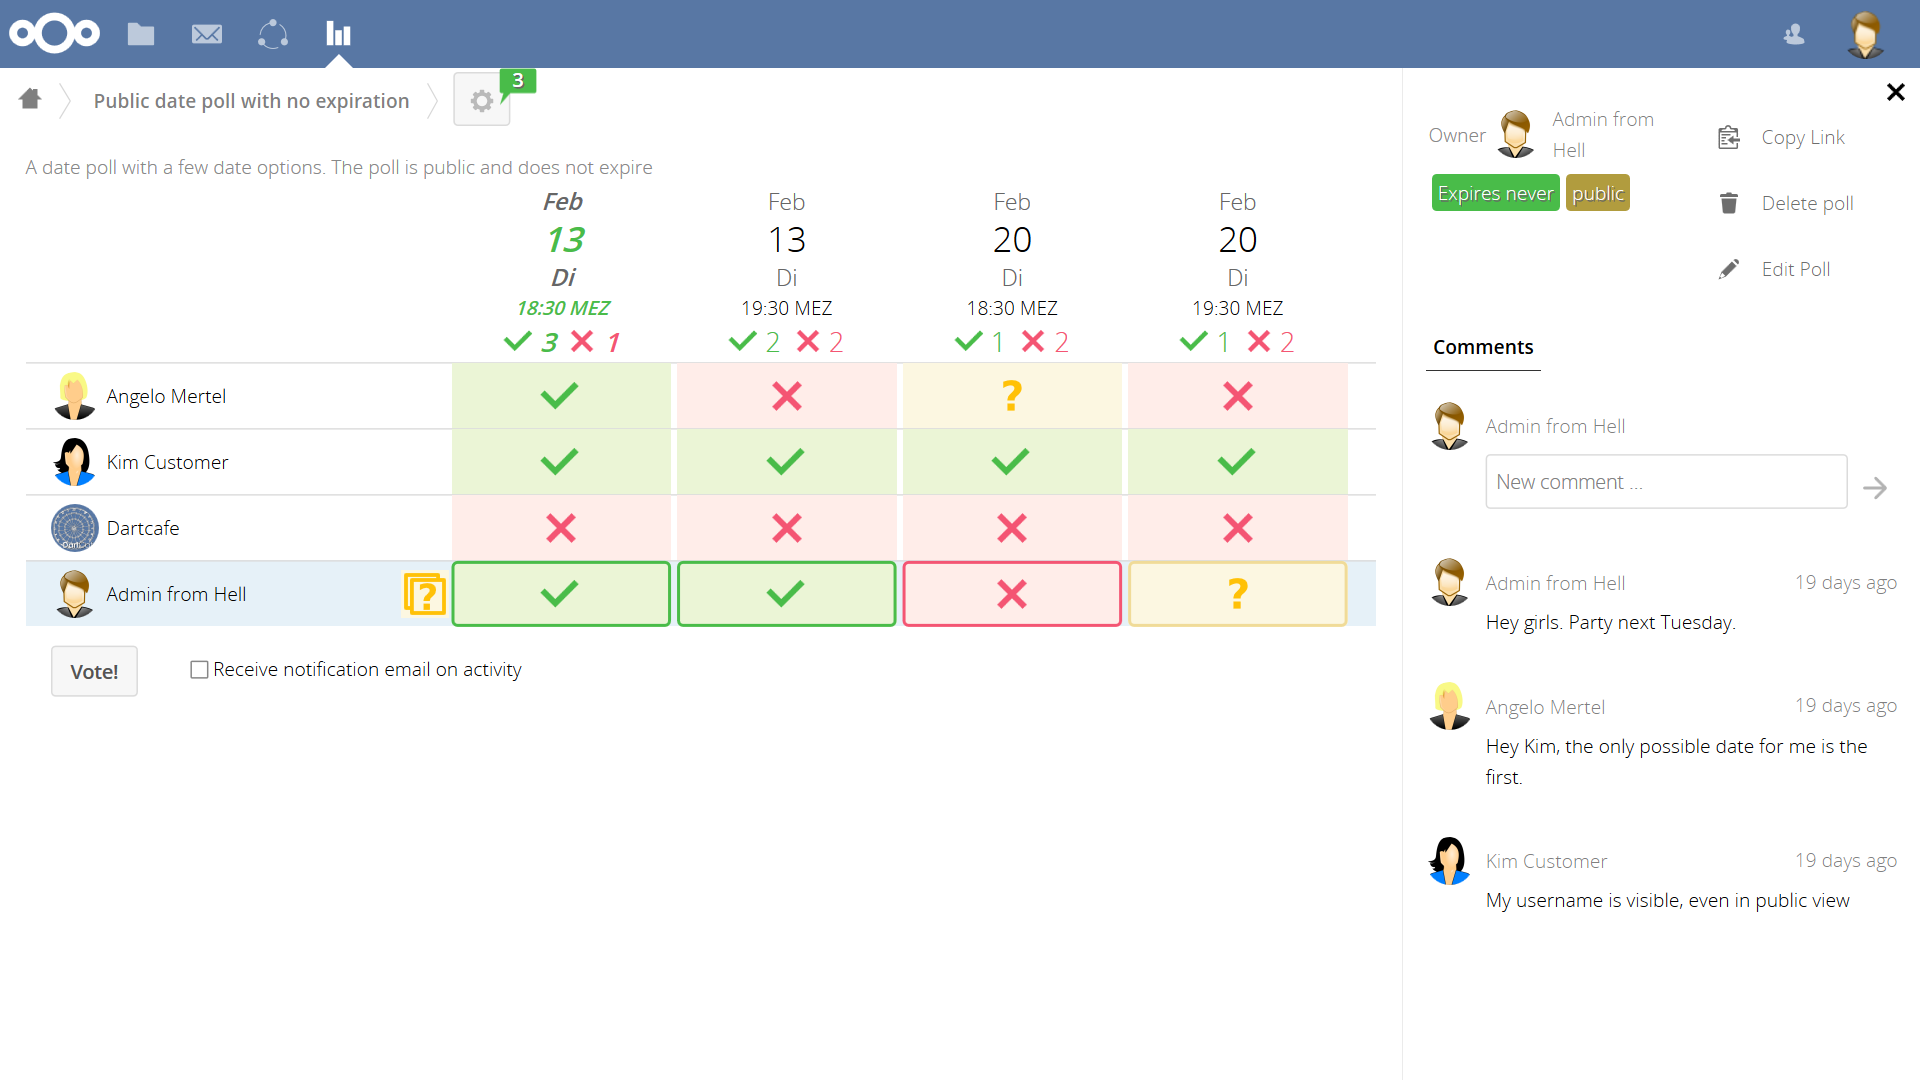 3
Public date poll with no expiration
A date poll with a few date options. The poll is public and does not expire
Feb Feb Feb Feb
13 13 20 20
Di Di Di Di
18:30 MEZ 19:30 MEZ 18:30 MEZ 19:30 MEZ
3 1 2 2 1 2 1 2
Angelo Mertel
?
Kim Customer
Dartcafe
Admin from Hell
? ?
Vote!
Receive notification email on activity
Owner
Admin from
Hell
Expires never public
Copy Link
Delete poll
Edit Poll
Comments
Admin from Hell
New comment ...
Admin from Hell 19 days ago
Hey girls. Party next Tuesday.
Angelo Mertel 19 days ago
Hey Kim, the only possible date for me is the
first.
Kim Customer 19 days ago
My username is visible, even in public view